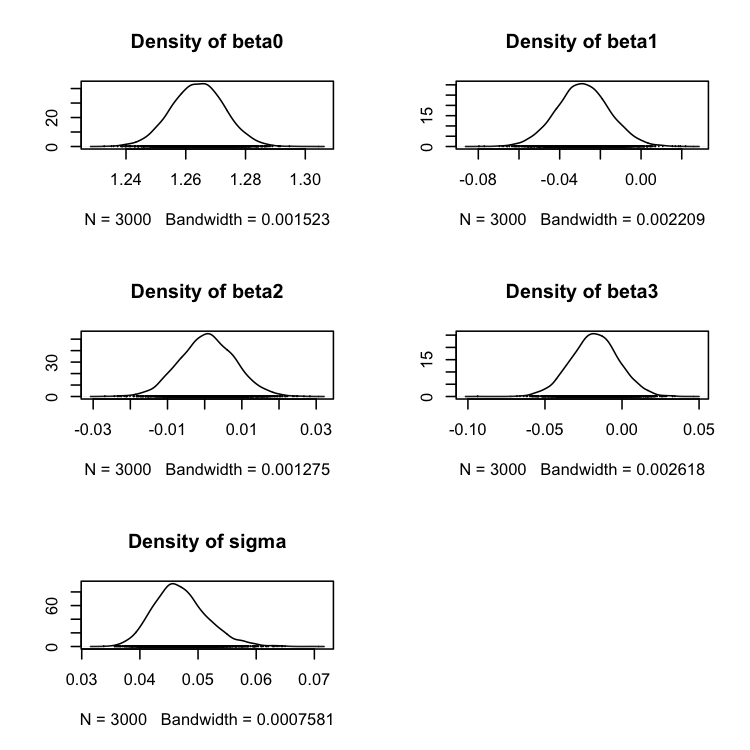 Density of beta0
20
0
1.24 1.26 1.28 1.30
N = 3000 Bandwidth = 0.001523
Density of beta1
15
0
-0.08 -0.04 0.00
N = 3000 Bandwidth = 0.002209
Density of beta2
30
0
-0.03 -0.01 0.01 0.03
N = 3000 Bandwidth = 0.001275
Density of beta3
15
0
-0.10 -0.05 0.00 0.05
N = 3000 Bandwidth = 0.002618
Density of sigma
60
0
0.03 0.04 0.05 0.06 0.07
N = 3000 Bandwidth = 0.0007581